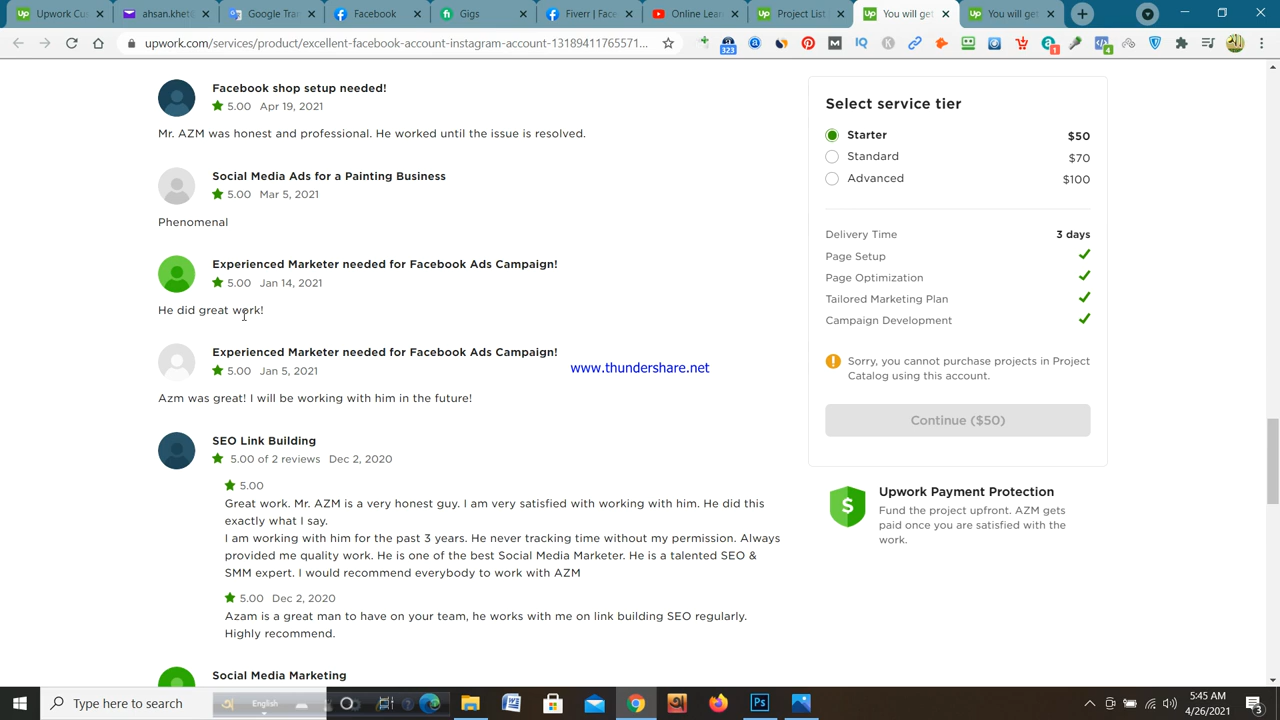 Upwork Cus
ahsan.khet@
Google Tra
Facebook
Gigs
Fiverr | Face
Online Lear
Project List
You will get
You will get
upwork.com/services/product/excellent-facebook-account-instagram-account-13189411765571...
323
1
4
Facebook shop setup needed!
5.00 Apr 19, 2021
Mr. AZM was honest and professional. He worked until the issue is resolved.
Social Media Ads for a Painting Business
5.00 Mar 5, 2021
Phenomenal
Experienced Marketer needed for Facebook Ads Campaign!
5.00 Jan 14, 2021
He did great work!
Experienced Marketer needed for Facebook Ads Campaign!
5.00 Jan 5, 2021
Azm was great! I will be working with him in the future!
SEO Link Building
5.00 of 2 reviews Dec 2, 2020
5.00
Great work. Mr. AZM is a very honest guy. I am very satisfied with working with him. He did this
exactly what I say.
I am working with him for the past 3 years. He never tracking time without my permission. Always
provided me quality work. He is one of the best Social Media Marketer. He is a talented SEO &
SMM expert. I would recommend everybody to work with AZM
5.00 Dec 2, 2020
Azam is a great man to have on your team, he works with me on link building SEO regularly.
Highly recommend.
Social Media Marketing
www.thundershare.net
Select service tier
Starter $50
Standard $70
Advanced $100
Delivery Time 3 days
Page Setup
Page Optimization
Tailored Marketing Plan
Campaign Development
Sorry, you cannot purchase projects in Project
Catalog using this account.
Continue ($50)
Upwork Payment Protection
Fund the project upfront. AZM gets
paid once you are satisfied with the
work.
Type here to search
English
5:45 AM
4/26/2021
3